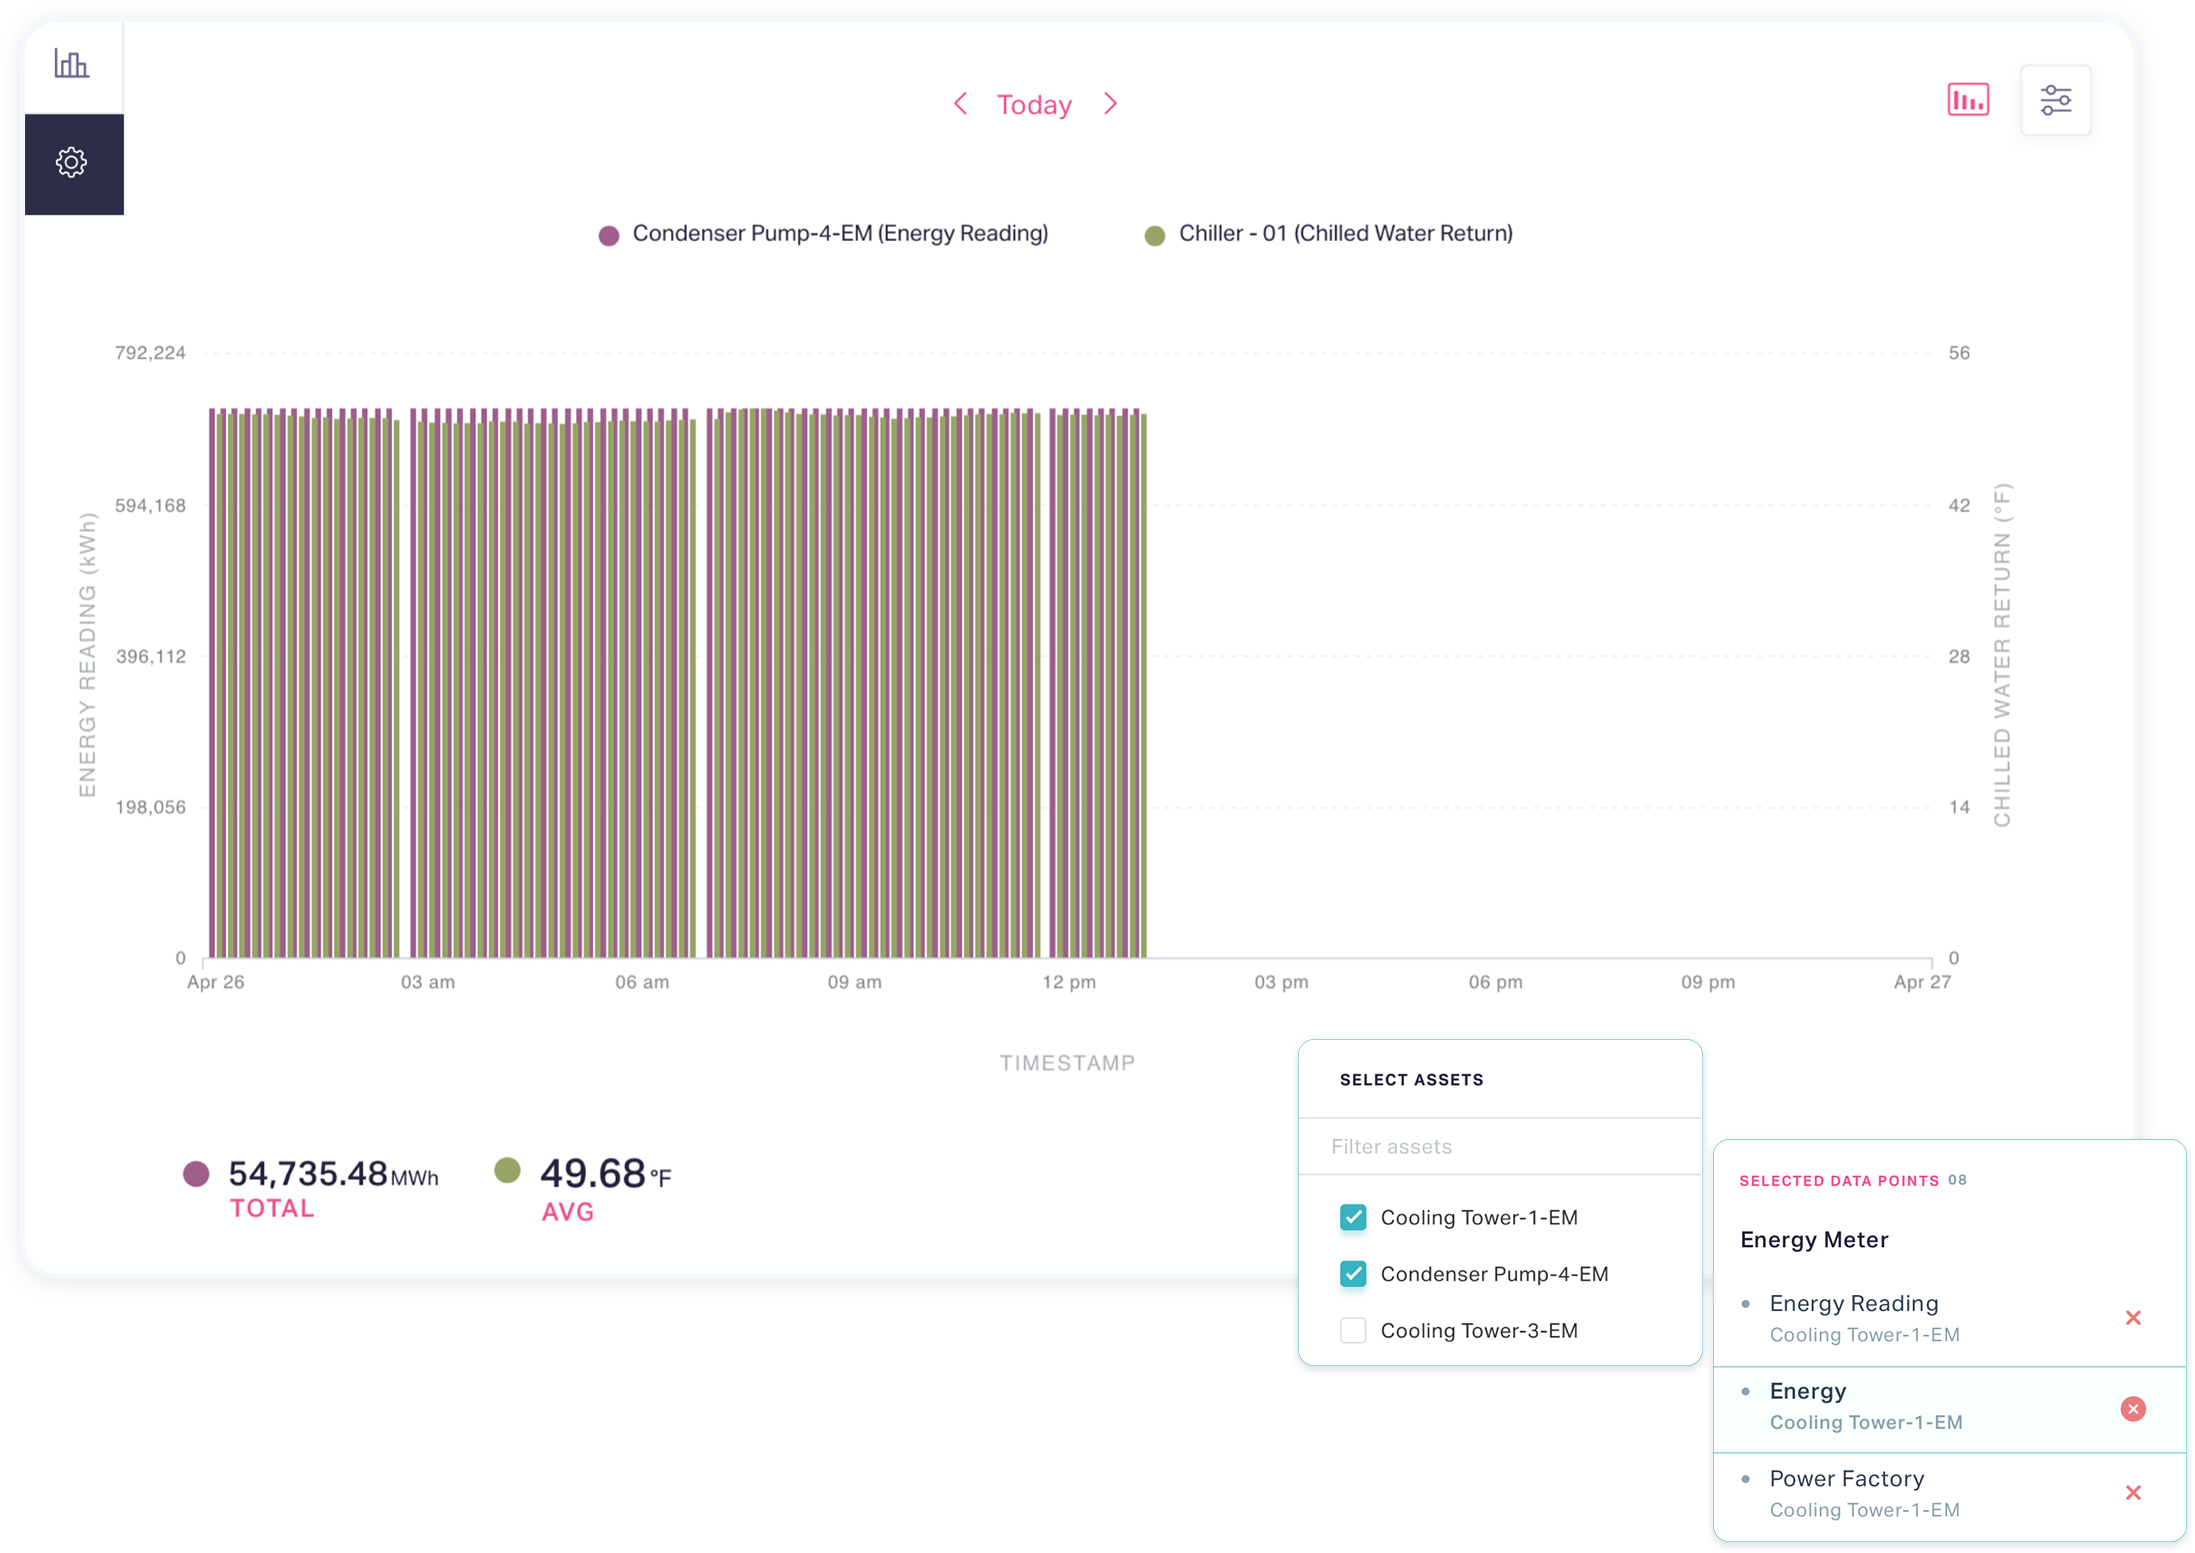 Today
Condenser Pump-4-EM (Energy Reading)
Chiller - 01 (Chilled Water Return)
792,224
594,168
396,112
198,056
0
ENERGY READING (kWh)
56
42
28
14
0
CHILLED WATER RETURN (°F)
Apr 26
03 am
06 am
09 am
12 pm
03 pm
06 pm
09 pm
Apr 27
TIMESTAMP
54,735.48 MWh
TOTAL
49.68 °F
AVG
SELECT ASSETS
Filter assets
Cooling Tower-1-EM
Condenser Pump-4-EM
Cooling Tower-3-EM
SELECTED DATA POINTS 08
Energy Meter
Energy Reading
Cooling Tower-1-EM
Energy
Cooling Tower-1-EM
Power Factory
Cooling Tower-1-EM